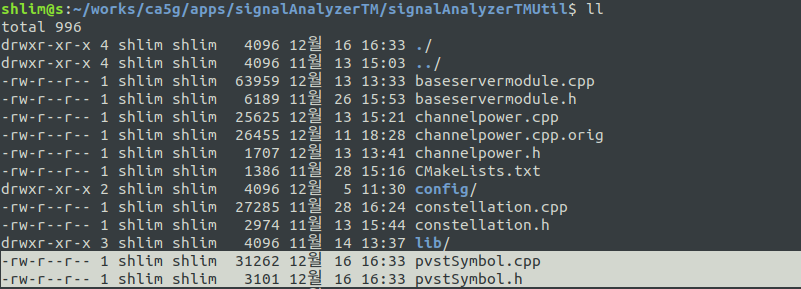 shlim@s:~/works/ca5g/apps/signalAnalyzerTM/signalAnalyzerTMUtil$ ll
total 996
drwxr-xr-x 4 shlim shlim 4096 12월 16 16:33 ./
drwxr-xr-x 4 shlim shlim 4096 11월 13 15:03 ../
-rw-r--r-- 1 shlim shlim 63959 12월 13 13:33 baseservermodule.cpp
-rw-r--r-- 1 shlim shlim 6189 11월 26 15:53 baseservermodule.h
-rw-r--r-- 1 shlim shlim 25625 12월 13 15:21 channelpower.cpp
-rw-r--r-- 1 shlim shlim 26455 12월 11 18:28 channelpower.cpp.orig
-rw-r--r-- 1 shlim shlim 1707 12월 13 13:41 channelpower.h
-rw-r--r-- 1 shlim shlim 1386 11월 28 15:16 CMakeLists.txt
drwxr-xr-x 2 shlim shlim 4096 12월 5 11:30 config/
-rw-r--r-- 1 shlim shlim 27285 11월 28 16:24 constellation.cpp
-rw-r--r-- 1 shlim shlim 2974 11월 13 15:44 constellation.h
drwxr-xr-x 3 shlim shlim 4096 11월 14 13:37 lib/
-rw-r--r-- 1 shlim shlim 31262 12월 16 16:33 pvstSymbol.cpp
-rw-r--r-- 1 shlim shlim 3101 12월 16 16:33 pvstSymbol.h